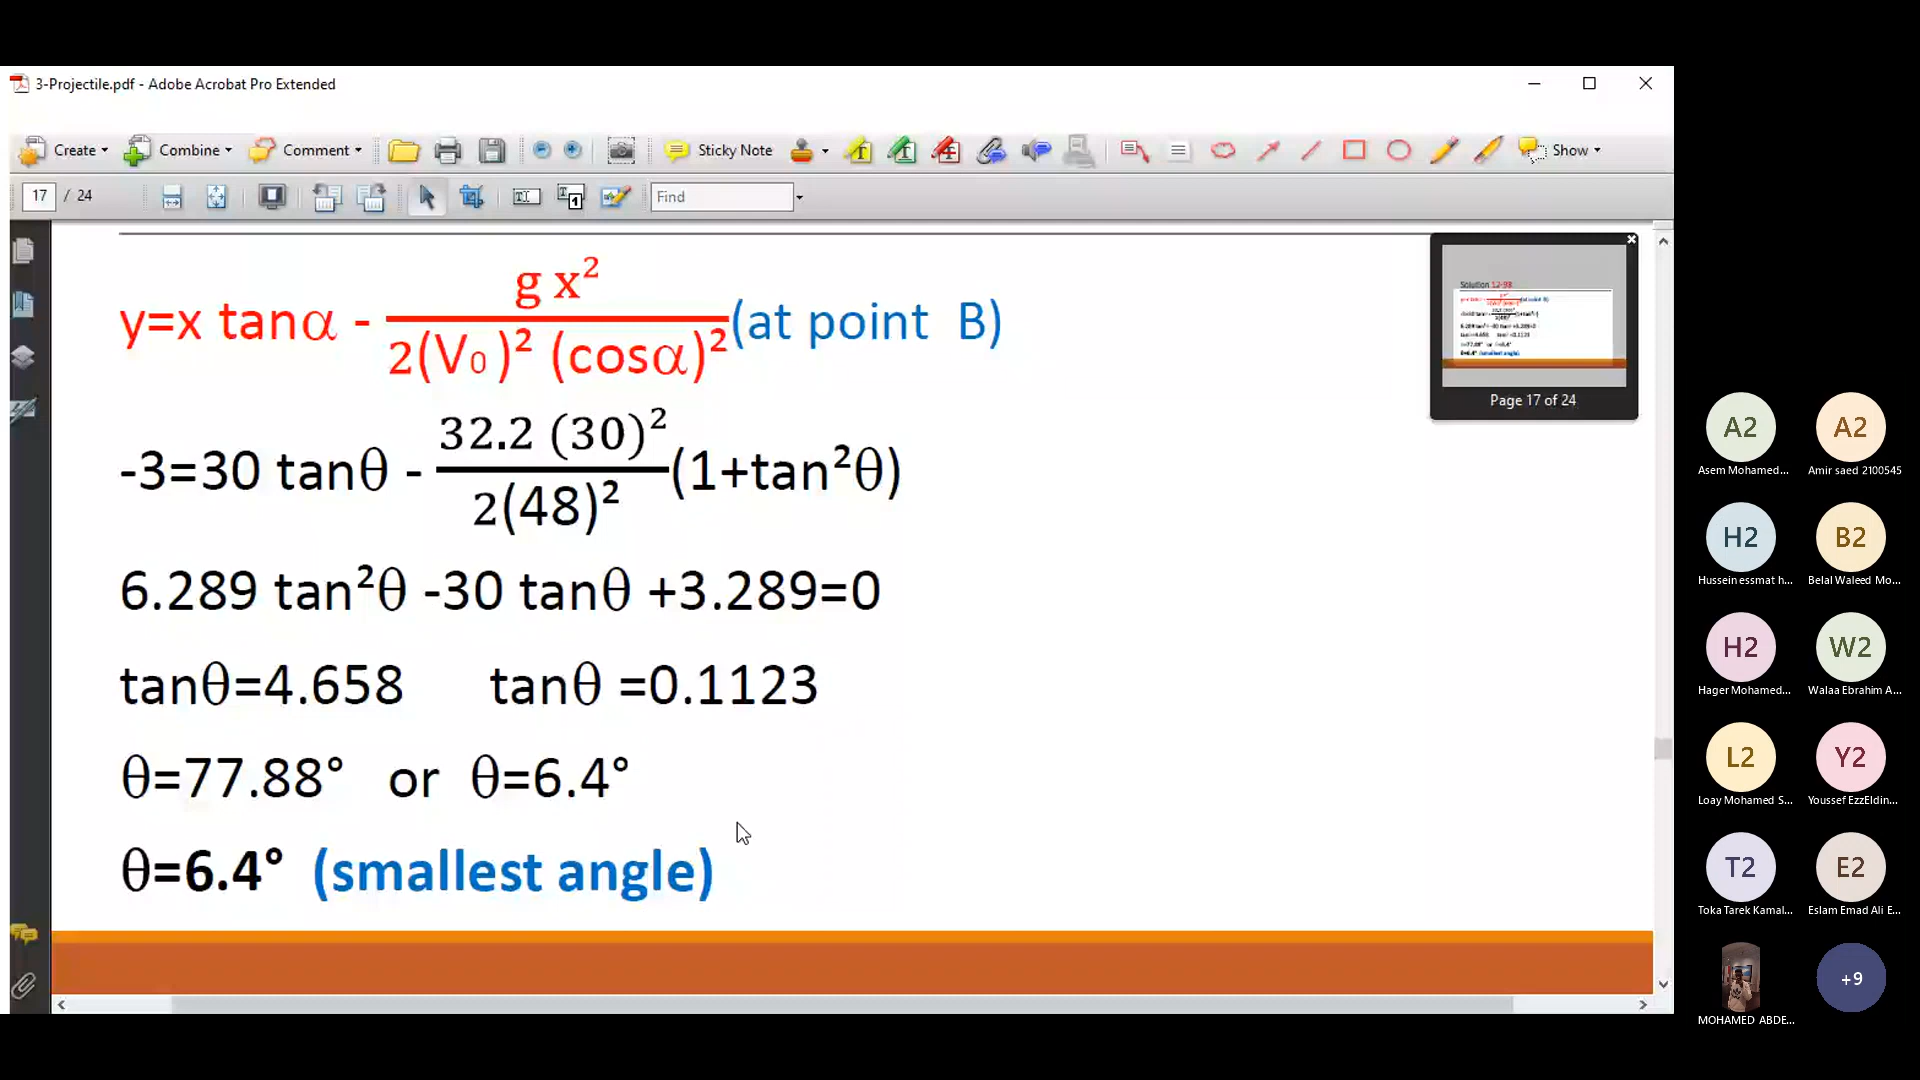 3-Projectile.pdf - Adobe Acrobat Pro Extended
Create Combine Comment Sticky Note Show
17 / 24 Find
y=x tanα - g x² / 2(V₀)² (cosα)² (at point B)
-3=30 tanθ - 32.2 (30)² / 2(48)² (1+tan²θ)
6.289 tan²θ -30 tanθ +3.289=0
tanθ=4.658 tanθ =0.1123
θ=77.88° or θ=6.4°
θ=6.4° (smallest angle)
Solution 12-98
Page 17 of 24
A2 A2
Asem Mohamed... Amir saed 2100545
H2 B2
Hussein essmat h... Belal Waleed Mo...
H2 W2
Hager Mohamed... Walaa Ebrahim A...
L2 Y2
Loay Mohamed S... Youssef EzzEldin...
T2 E2
Toka Tarek Kamal... Eslam Emad Ali E...
+9
MOHAMED ABDE...